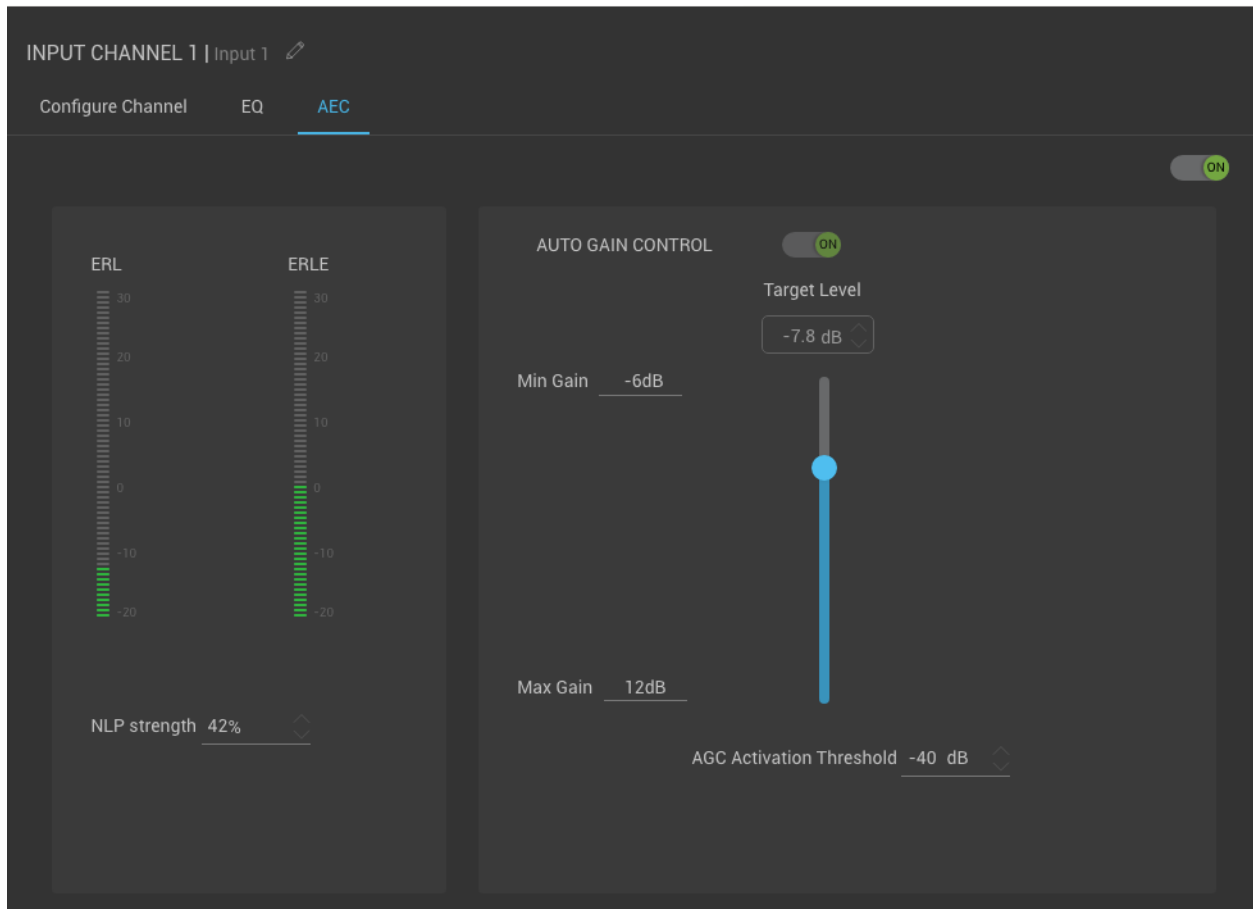 INPUT CHANNEL 1 | Input 1
Configure Channel EQ AEC
ON
ERL ERLE
30 30
20 20
10 10
0 0
-10 -10
-20 -20
NLP strength 42%
AUTO GAIN CONTROL ON
Target Level
-7.8 dB
Min Gain -6dB
Max Gain 12dB
AGC Activation Threshold -40 dB